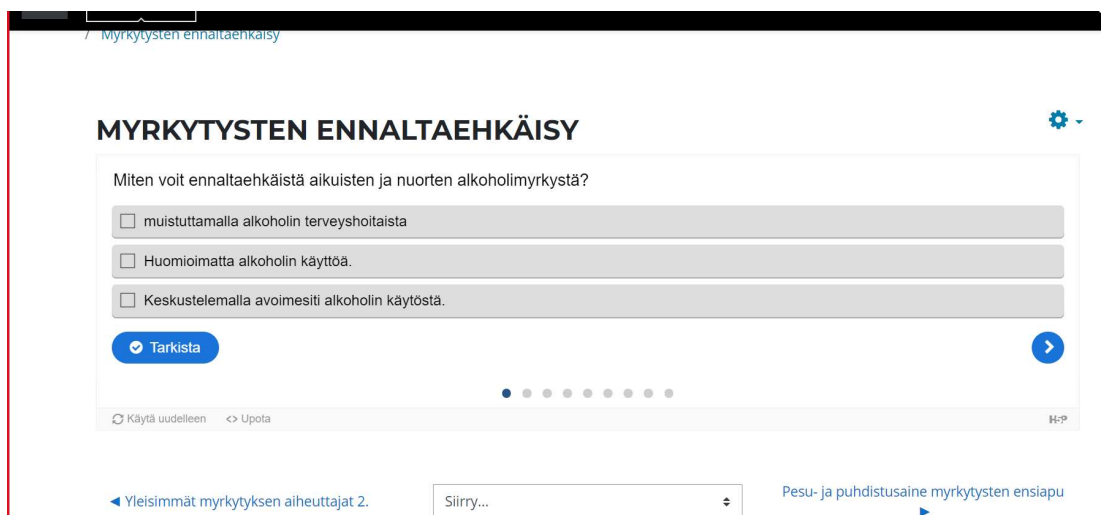 / Myrkytysten ennaltaehkäisy
MYRKYTYSTEN ENNALTAEHKÄISY
Miten voit ennaltaehkäistä aikuisten ja nuorten alkoholimyrkystä?
muistuttamalla alkoholin terveyshoitaista
Huomioimatta alkoholin käyttöä.
Keskustelemalla avoimesiti alkoholin käytöstä.
Tarkista
Käytä uudelleen <> Upota
H5P
◄ Yleisimmät myrkytyksen aiheuttajat 2.
Siirry...
Pesu- ja puhdistusaine myrkytysten ensiapu
►